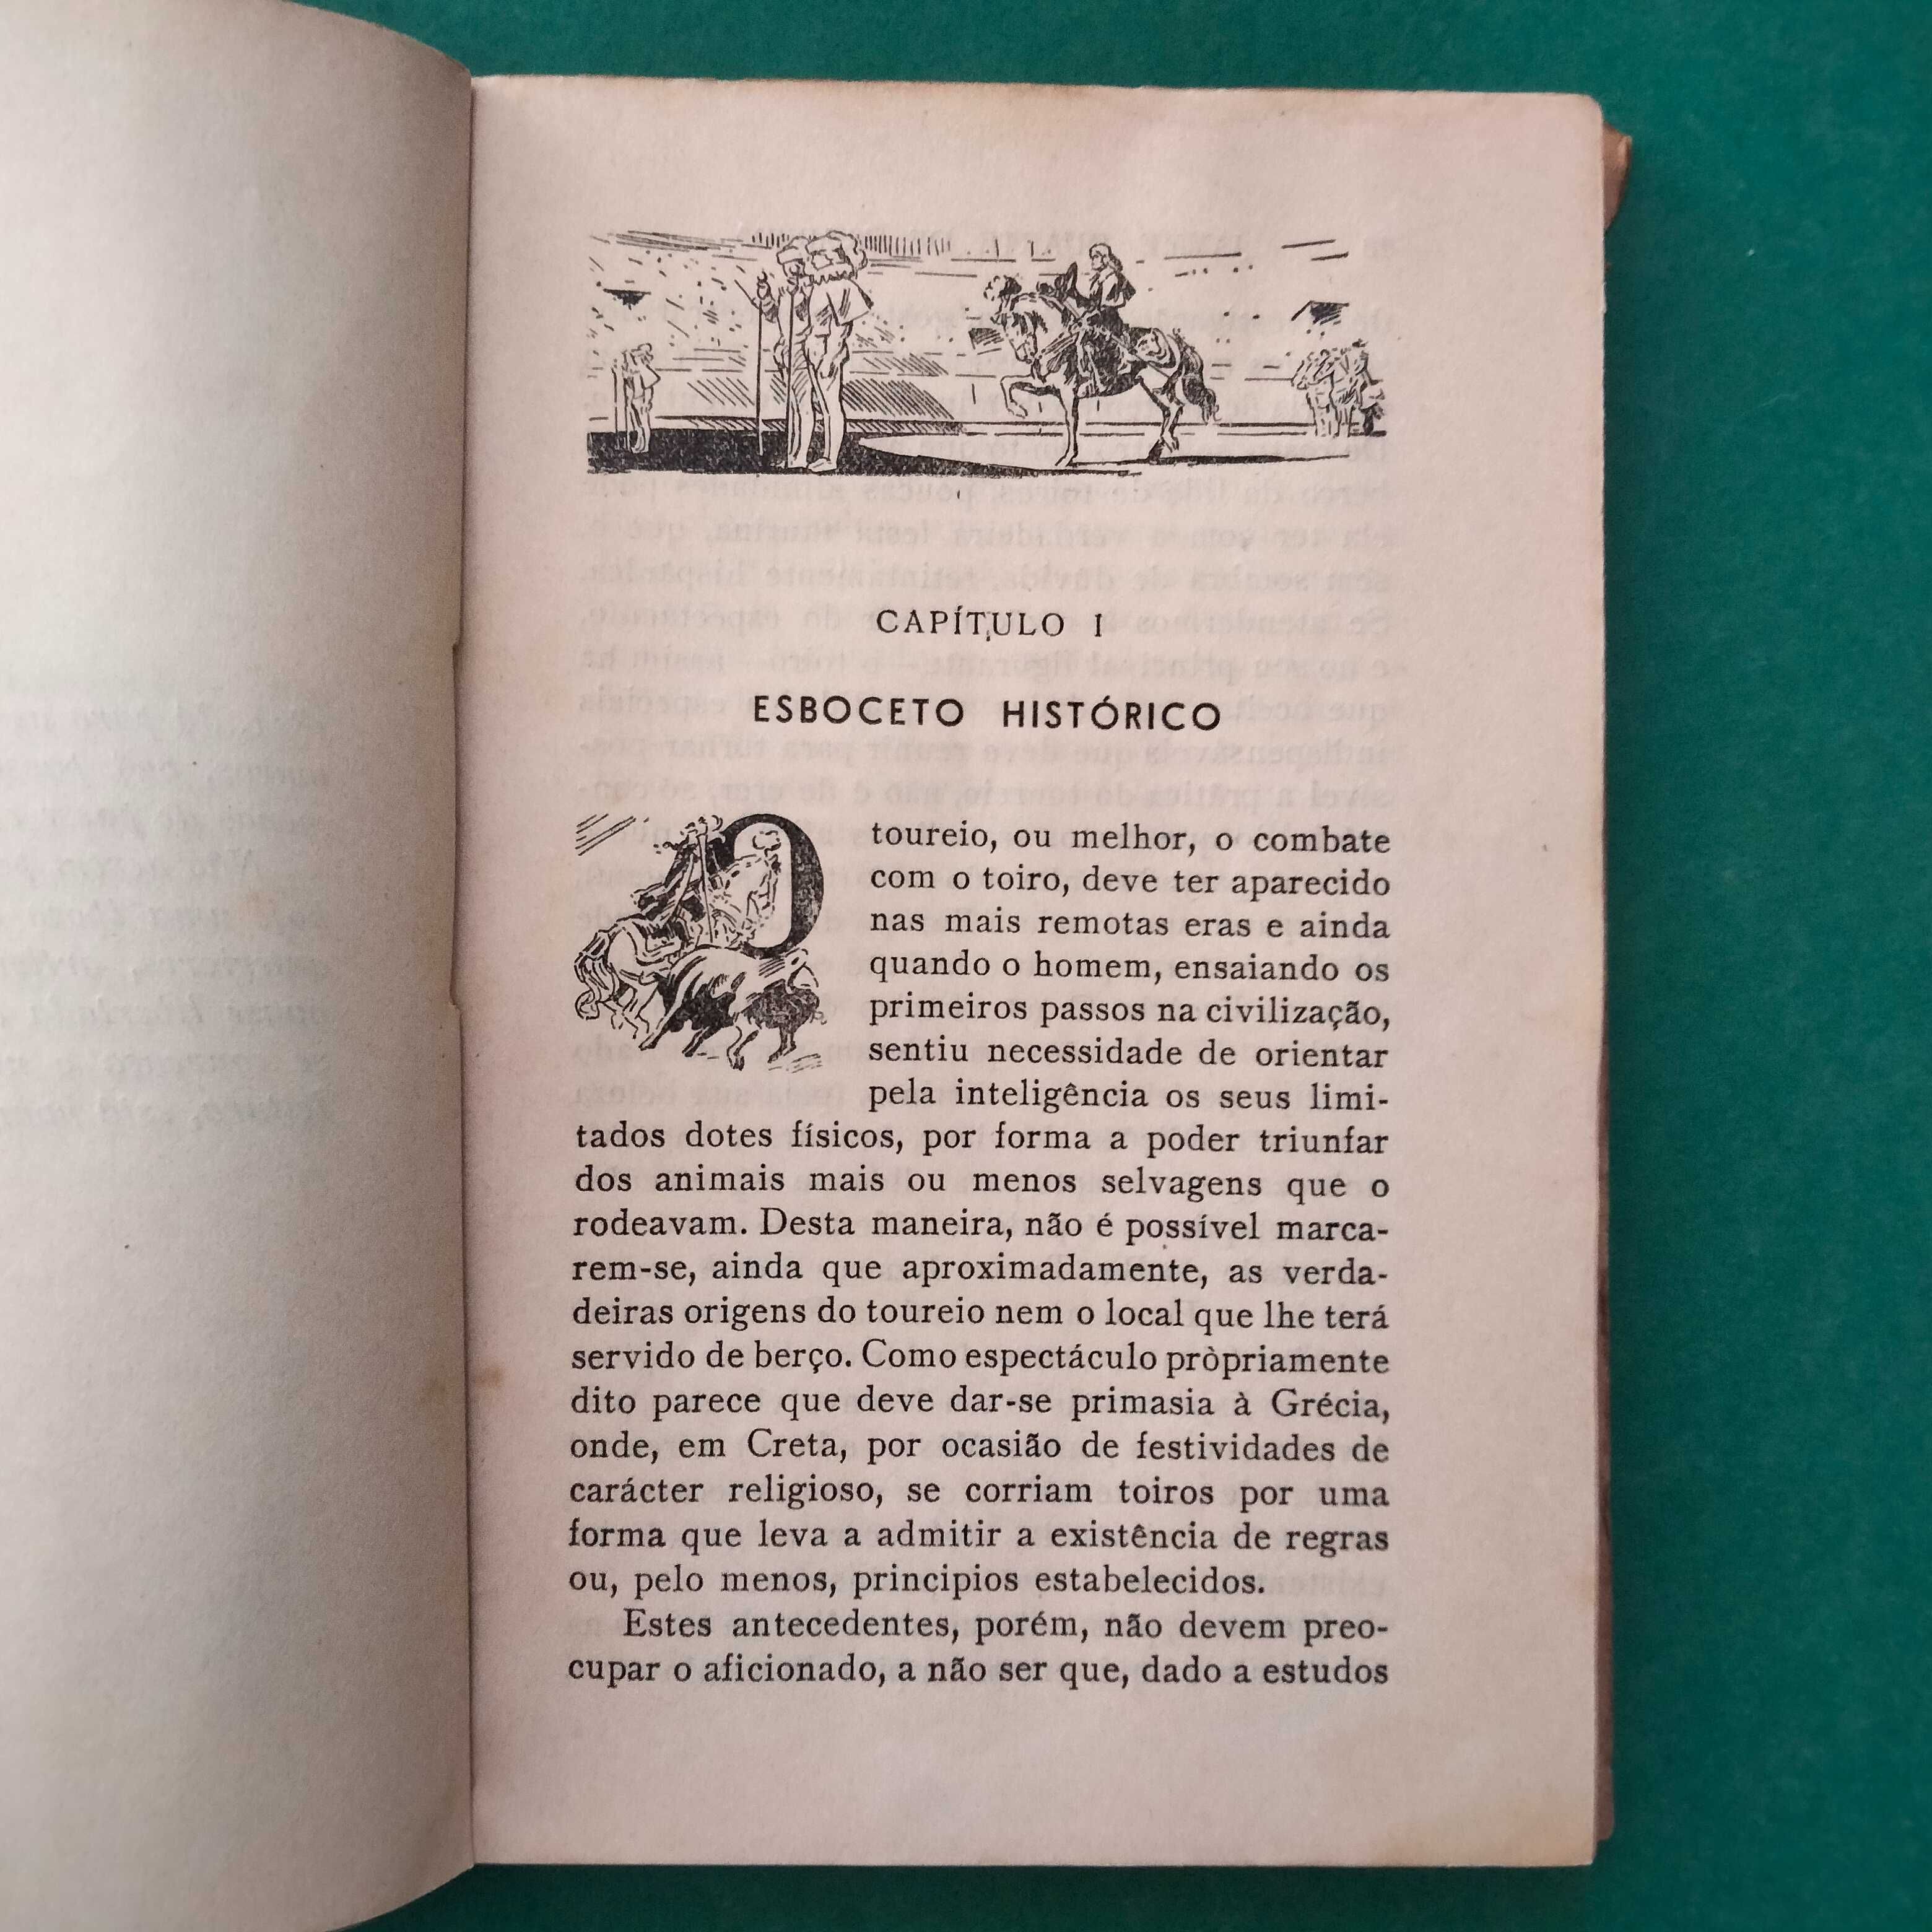 CAPÍTULO I
ESBOCETO HISTÓRICO
O toureio, ou melhor, o combate
com o toiro, deve ter aparecido
nas mais remotas eras e ainda
quando o homem, ensaiando os
primeiros passos na civilização,
sentiu necessidade de orientar
pela inteligência os seus limi-
tados dotes físicos, por forma a poder triunfar
dos animais mais ou menos selvagens que o
rodeavam. Desta maneira, não é possível marca-
rem-se, ainda que aproximadamente, as verda-
deiras origens do toureio nem o local que lhe terá
servido de berço. Como espectáculo pròpriamente
dito parece que deve dar-se primasia à Grécia,
onde, em Creta, por ocasião de festividades de
carácter religioso, se corriam toiros por uma
forma que leva a admitir a existência de regras
ou, pelo menos, principios estabelecidos.
Estes antecedentes, porém, não devem preo-
cupar o aficionado, a não ser que, dado a estudos